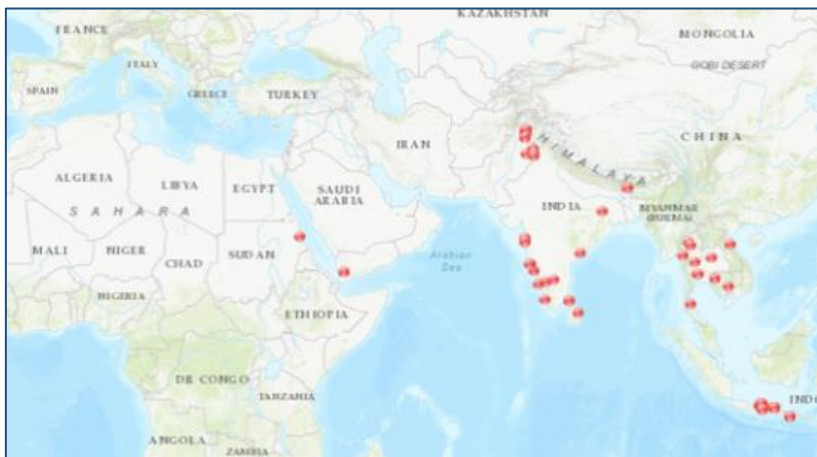 KAZAKHSTAN
FRANCE
MONGOLIA
ITALY
GOBI DESERT
SPAIN
GREECE
TURKEY
CHINA
IRAN
HIMALAYA
ALGERIA
LIBYA
EGYPT
SAUDI
ARABIA
INDIA
MYANMAR
(BURMA)
SAHARA
MALI
NIGER
CHAD
SUDAN
Arabian
Sea
NIGERIA
ETHIOPIA
DR CONGO
TANZANIA
INDO
ANGOLA
ZAMBIA